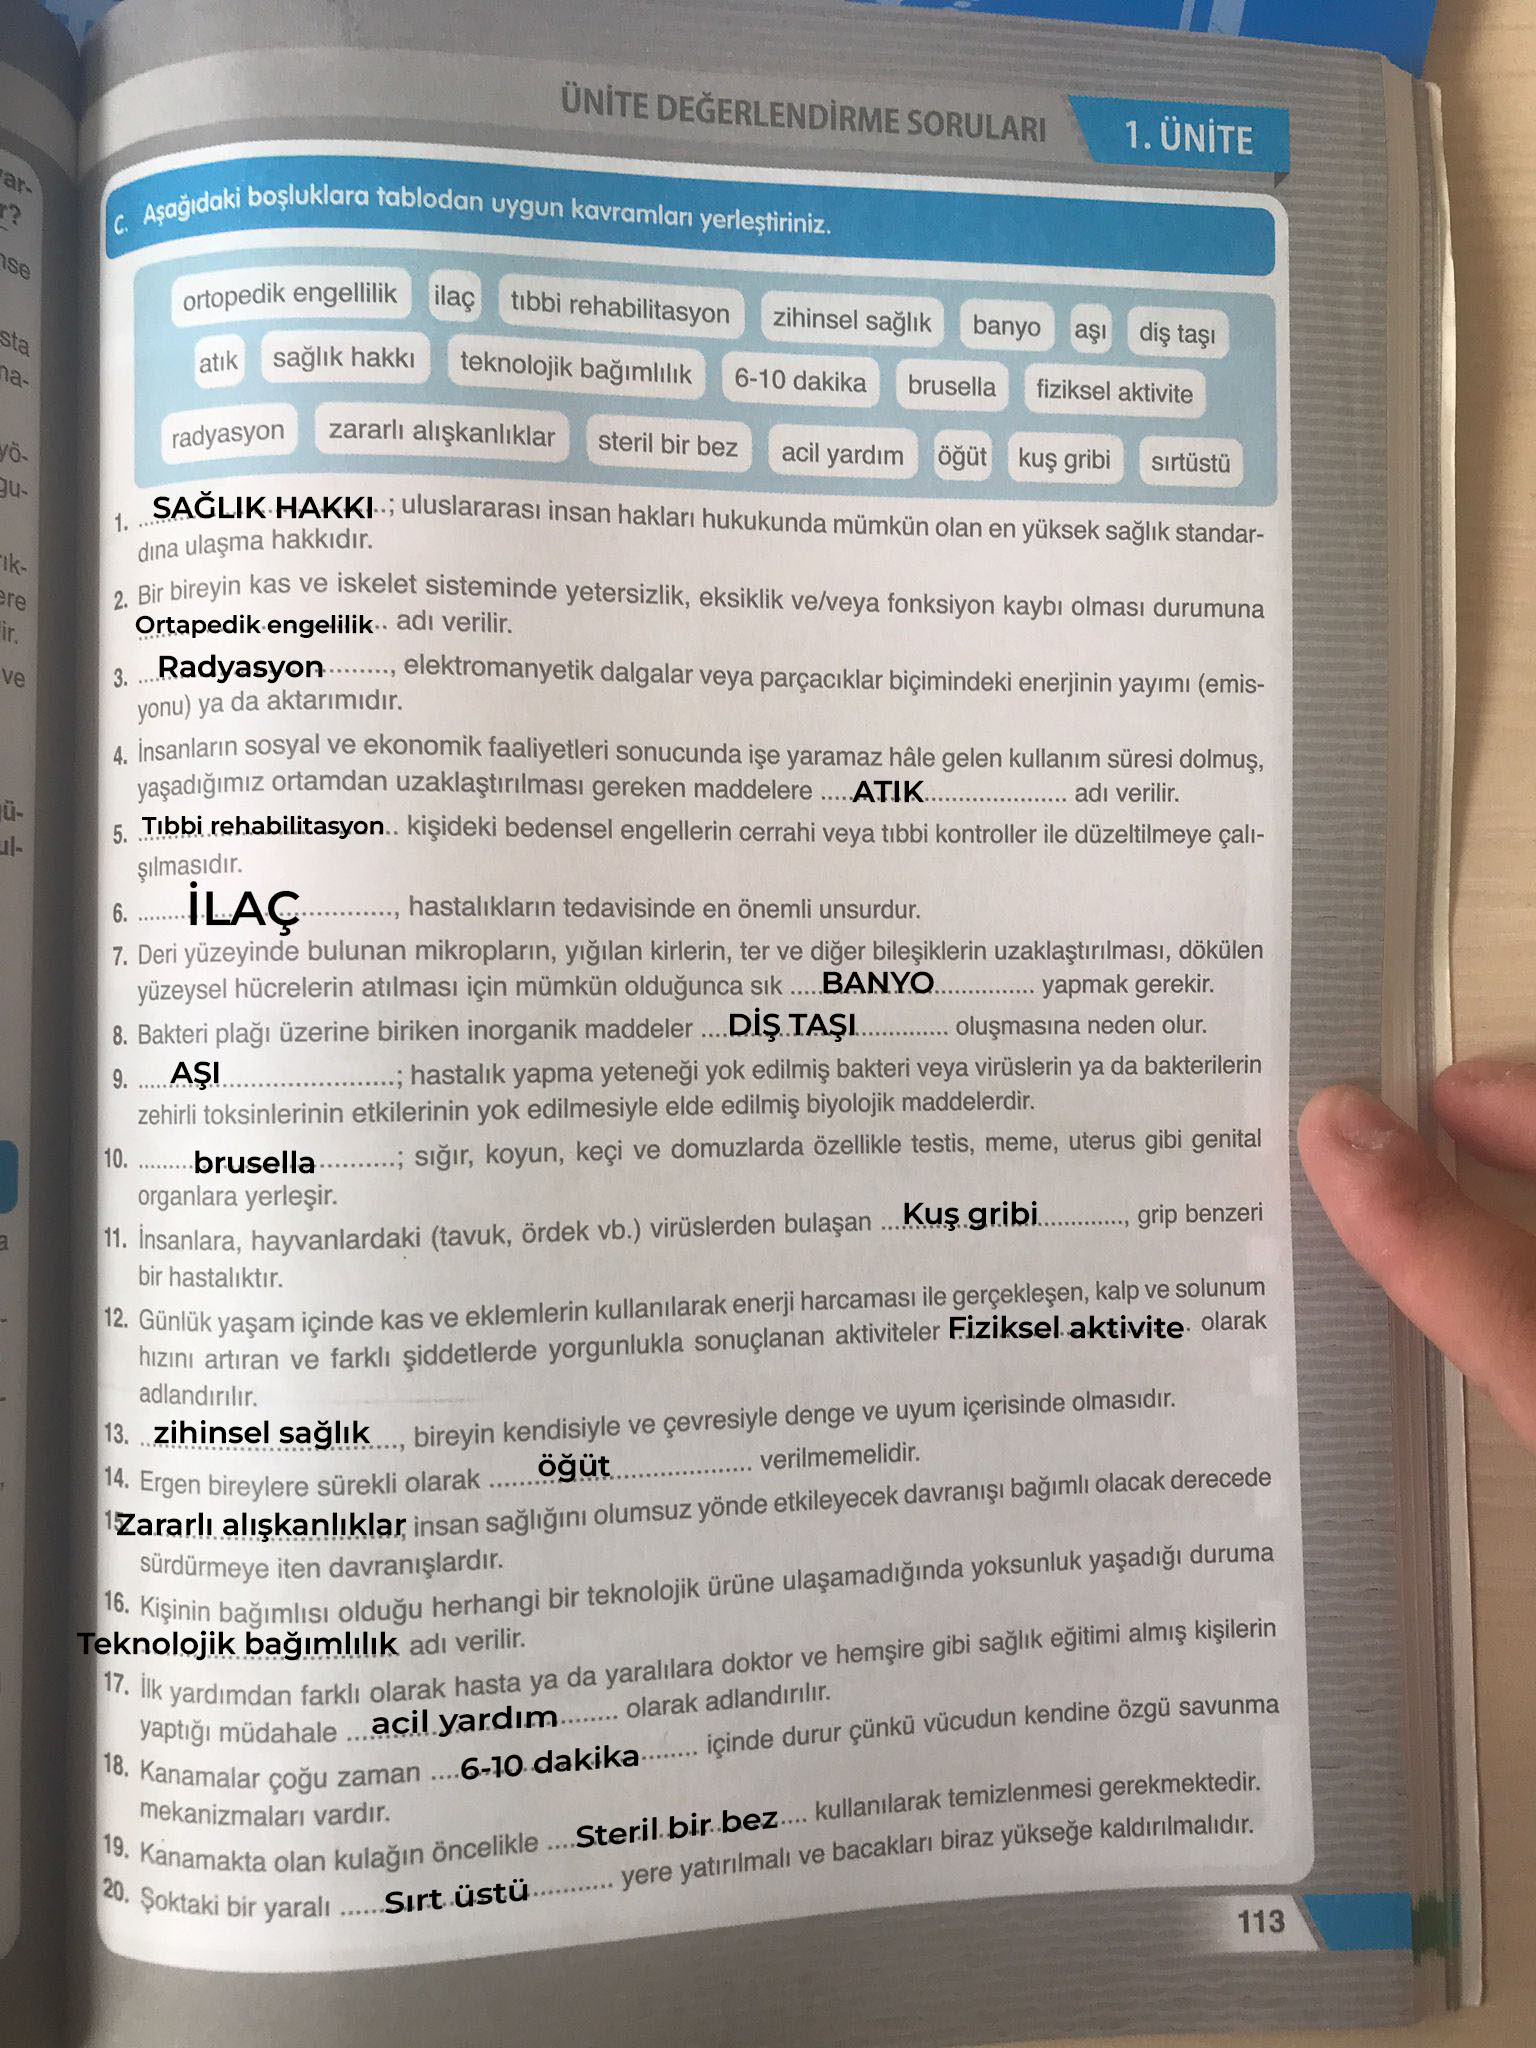 ÜNİTE DEĞERLENDİRME SORULARI
1. ÜNİTE
C. Aşağıdaki boşluklara tablodan uygun kavramları yerleştiriniz.
ortopedik engellilik ilaç tıbbi rehabilitasyon zihinsel sağlık banyo aşı diş taşı
atık sağlık hakkı teknolojik bağımlılık 6-10 dakika brusella fiziksel aktivite
radyasyon zararlı alışkanlıklar steril bir bez acil yardım öğüt kuş gribi sırtüstü
1. SAĞLIK HAKKI; uluslararası insan hakları hukukunda mümkün olan en yüksek sağlık standar-
dına ulaşma hakkıdır.
2. Bir bireyin kas ve iskelet sisteminde yetersizlik, eksiklik ve/veya fonksiyon kaybı olması durumuna
Ortapedik engelilik adı verilir.
3. Radyasyon, elektromanyetik dalgalar veya parçacıklar biçimindeki enerjinin yayımı (emis-
yonu) ya da aktarımıdır.
4. İnsanların sosyal ve ekonomik faaliyetleri sonucunda işe yaramaz hâle gelen kullanım süresi dolmuş,
yaşadığımız ortamdan uzaklaştırılması gereken maddelere ATIK adı verilir.
5. Tıbbi rehabilitasyon kişideki bedensel engellerin cerrahi veya tıbbi kontroller ile düzeltilmeye çalı-
şılmasıdır.
6. İLAÇ, hastalıkların tedavisinde en önemli unsurdur.
7. Deri yüzeyinde bulunan mikropların, yığılan kirlerin, ter ve diğer bileşiklerin uzaklaştırılması, dökülen
yüzeysel hücrelerin atılması için mümkün olduğunca sık BANYO yapmak gerekir.
8. Bakteri plağı üzerine biriken inorganik maddeler DİŞ TAŞI oluşmasına neden olur.
9. AŞI; hastalık yapma yeteneği yok edilmiş bakteri veya virüslerin ya da bakterilerin
zehirli toksinlerinin etkilerinin yok edilmesiyle elde edilmiş biyolojik maddelerdir.
10. brusella; sığır, koyun, keçi ve domuzlarda özellikle testis, meme, uterus gibi genital
organlara yerleşir.
11. İnsanlara, hayvanlardaki (tavuk, ördek vb.) virüslerden bulaşan Kuş gribi, grip benzeri
bir hastalıktır.
12. Günlük yaşam içinde kas ve eklemlerin kullanılarak enerji harcaması ile gerçekleşen, kalp ve solunum
hızını artıran ve farklı şiddetlerde yorgunlukla sonuçlanan aktiviteler Fiziksel aktivite olarak
adlandırılır.
13. zihinsel sağlık, bireyin kendisiyle ve çevresiyle denge ve uyum içerisinde olmasıdır.
14. Ergen bireylere sürekli olarak öğüt verilmemelidir.
15. Zararlı alışkanlıklar, insan sağlığını olumsuz yönde etkileyecek davranışı bağımlı olacak derecede
sürdürmeye iten davranışlardır.
16. Kişinin bağımlısı olduğu herhangi bir teknolojik ürüne ulaşamadığında yoksunluk yaşadığı duruma
Teknolojik bağımlılık adı verilir.
17. İlk yardımdan farklı olarak hasta ya da yaralılara doktor ve hemşire gibi sağlık eğitimi almış kişilerin
yaptığı müdahale acil yardım olarak adlandırılır.
18. Kanamalar çoğu zaman 6-10 dakika içinde durur çünkü vücudun kendine özgü savunma
mekanizmaları vardır.
19. Kanamakta olan kulağın öncelikle Steril bir bez kullanılarak temizlenmesi gerekmektedir.
20. Şoktaki bir yaralı Sırt üstü yere yatırılmalı ve bacakları biraz yükseğe kaldırılmalıdır.
113